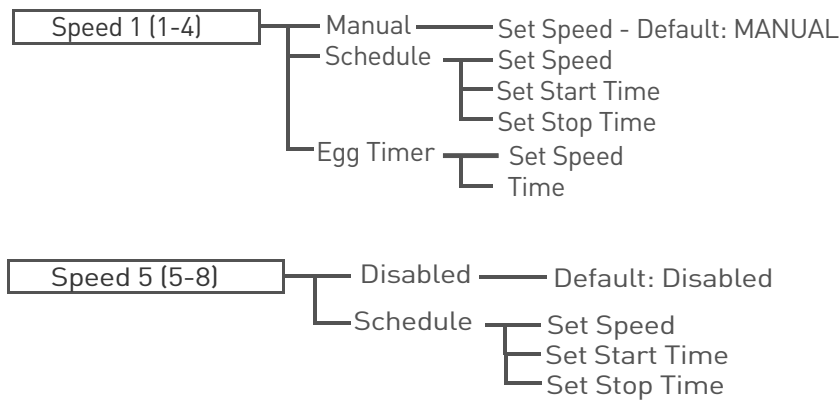 Speed 1 (1-4)
Manual
Set Speed - Default: MANUAL
Schedule
Set Speed
Set Start Time
Set Stop Time
Egg Timer
Set Speed
Time
Speed 5 (5-8)
Disabled
Default: Disabled
Schedule
Set Speed
Set Start Time
Set Stop Time